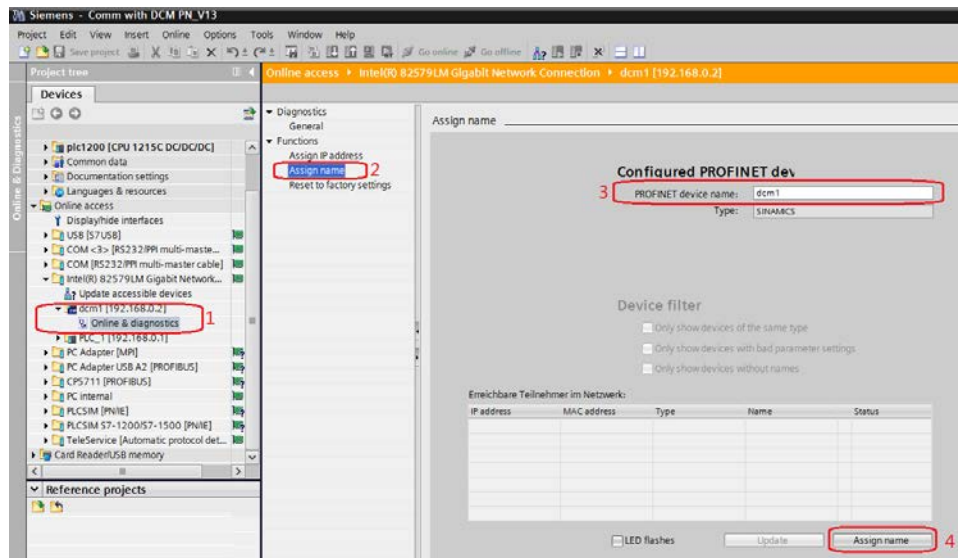 Siemens - Comm with DCM PN_V13
Project Edit View Insert Online Options Tools Window Help
Save project Go online Go offline
Project tree
Online access Intel(R) 82579LM Gigabit Network Connection dcm1 [192.168.0.2]
Devices
Online & Diagnostics
plc1200 [CPU 1215C DC/DC/DC]
Common data
Documentation settings
Languages & resources
Online access
Display/hide interfaces
USB [S7USB]
COM <3> [RS232/PPI multi-maste...
COM [RS232/PPI multi-master cable]
Intel(R) 82579LM Gigabit Network...
Update accessible devices
dcm1 [192.168.0.2]
Online & diagnostics
1
PLC_1 [192.168.0.1]
PC Adapter [MPI]
PC Adapter USB A2 [PROFIBUS]
CP5711 [PROFIBUS]
PC internal
PLCSIM [PN/IE]
PLCSIM S7-1200/S7-1500 [PN/IE]
TeleService [Automatic protocol det...
Card Reader/USB memory
Reference projects
Diagnostics
General
Functions
Assign IP address
Assign name
2
Reset to factory settings
Assign name
Configured PROFINET dev
3
PROFINET device name: dcm1
Type: SINAMICS
Device filter
Only show devices of the same type
Only show devices with bad parameter settings
Only show devices without names
Erreichbare Teilnehmer im Netzwerk:
IP address MAC address Type Name Status
LED flashes Update Assign name
4